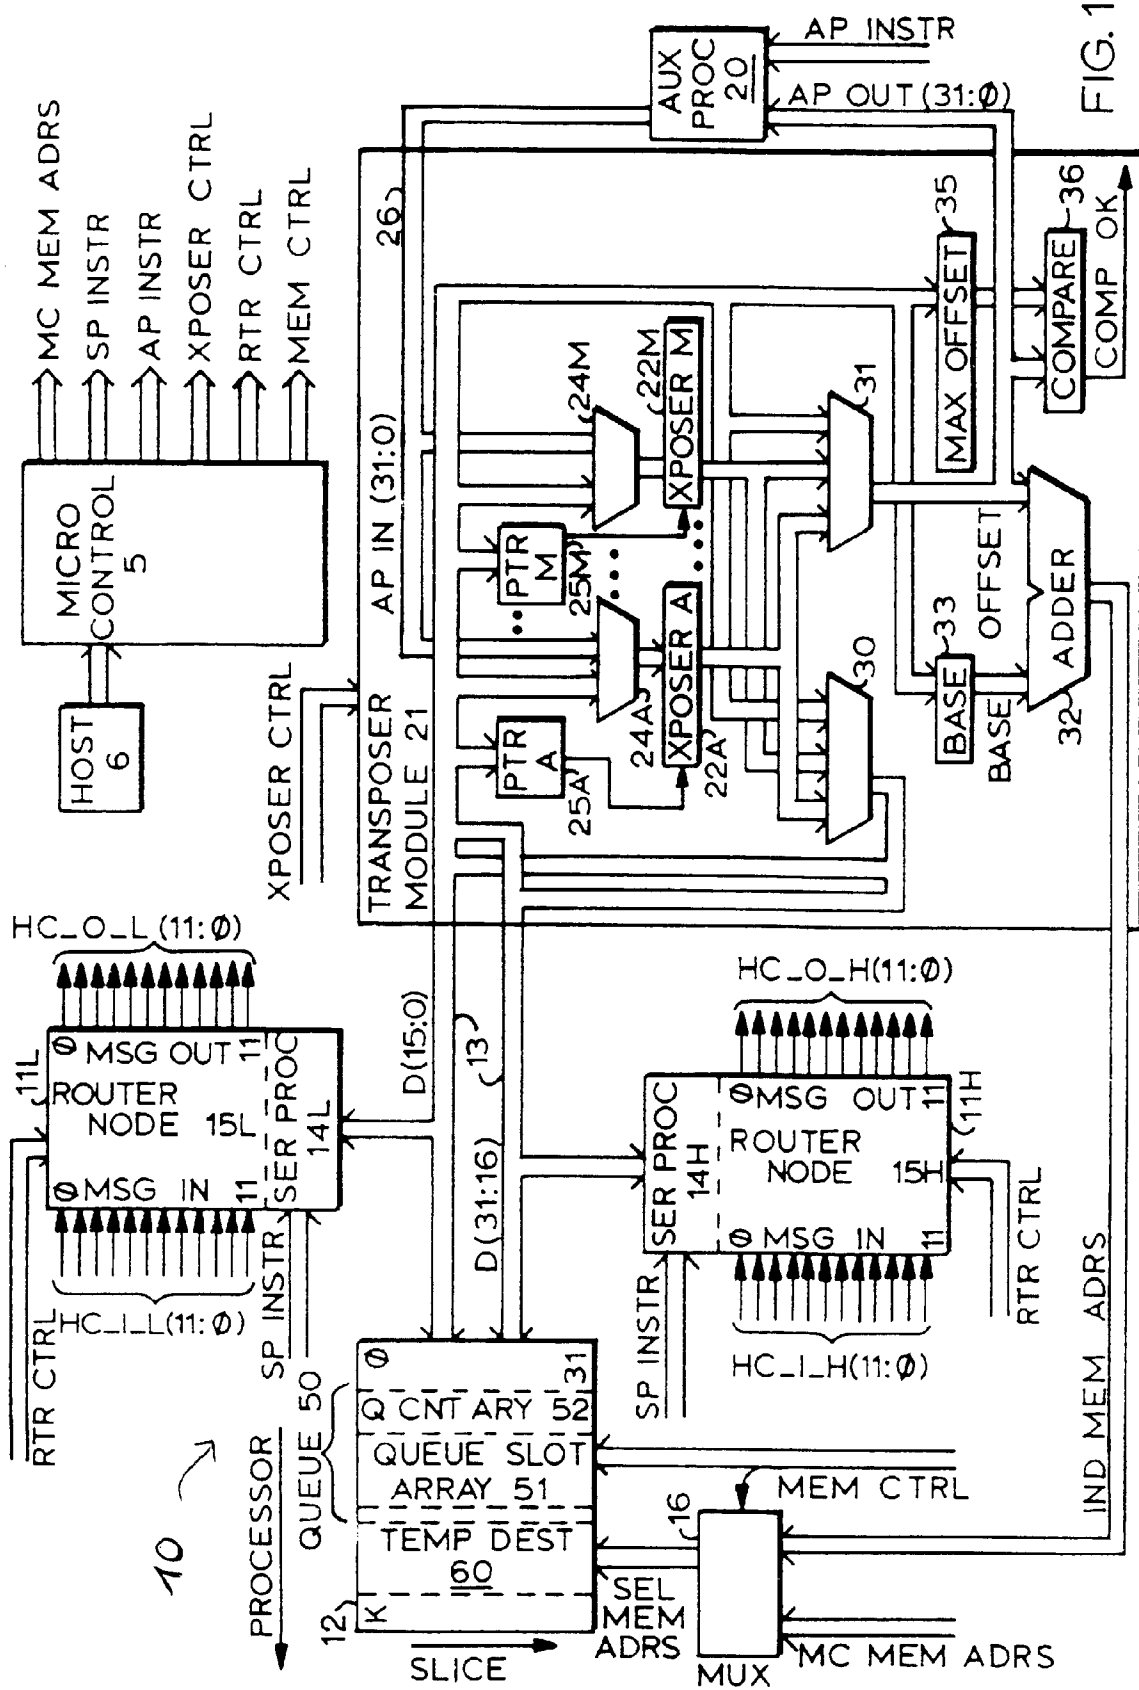 MC MEM ADRS
SP INSTR
AP INSTR
XPOSER CTRL
RTR CTRL
MEM CTRL
MICRO
CONTROL
5
HOST
6
AP INSTR
AUX
PROC
20
AP OUT (31:0)
FIG. 1
XPOSER CTRL
TRANSPOSER
MODULE 21
AP IN (31:0)
26
PTR
A
25A
PTR
M
25M
24A
24M
XPOSER A
22A
XPOSER M
22M
30
31
BASE
33
BASE
OFFSET
MAX OFFSET
35
COMPARE
36
COMP OK
ADDER
32
HC_O_L (11:0)
11L
0 MSG OUT 11
ROUTER
NODE 15L
0 MSG IN 11
SER PROC
14L
HC_I_L(11:0)
RTR CTRL
SP INSTR
D(15:0)
13
D(31:16)
HC_O_H(11:0)
SER PROC
14H
0 MSG OUT 11
11H
ROUTER
NODE 15H
0 MSG IN 11
HC_I_H(11:0)
SP INSTR
RTR CTRL
IND MEM ADRS
10
PROCESSOR
QUEUE 50
0
31
Q CNT ARY 52
QUEUE SLOT
ARRAY 51
TEMP DEST
60
K
12
SLICE
SEL
MEM
ADRS
16
MUX
MEM CTRL
MC MEM ADRS